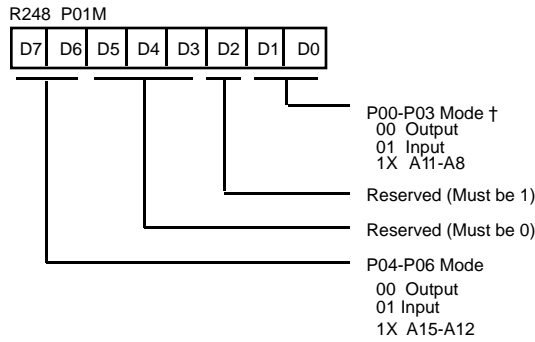 R248 P01M
D7 D6 D5 D4 D3 D2 D1 D0
P00-P03 Mode †
00 Output
01 Input
1X A11-A8
Reserved (Must be 1)
Reserved (Must be 0)
P04-P06 Mode
00 Output
01 Input
1X A15-A12